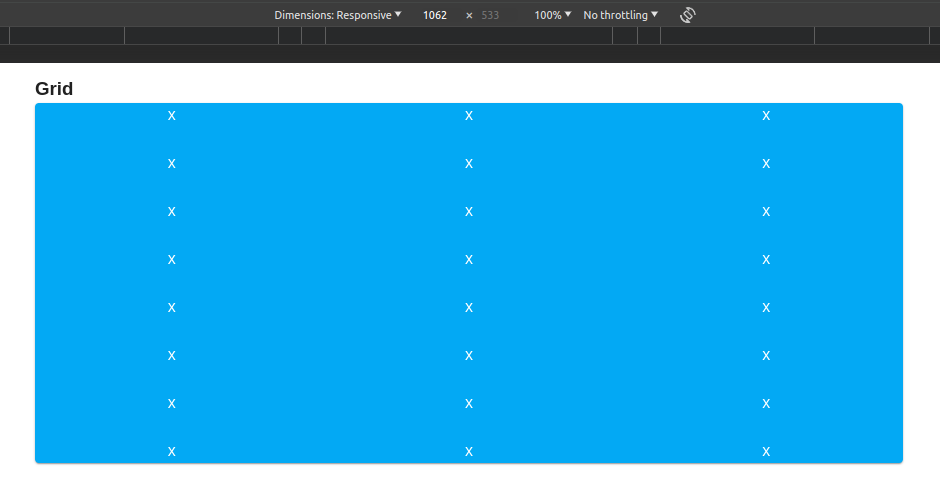 Dimensions: Responsive 1062 × 533 100% No throttling
Grid
X X X
X X X
X X X
X X X
X X X
X X X
X X X
X X X